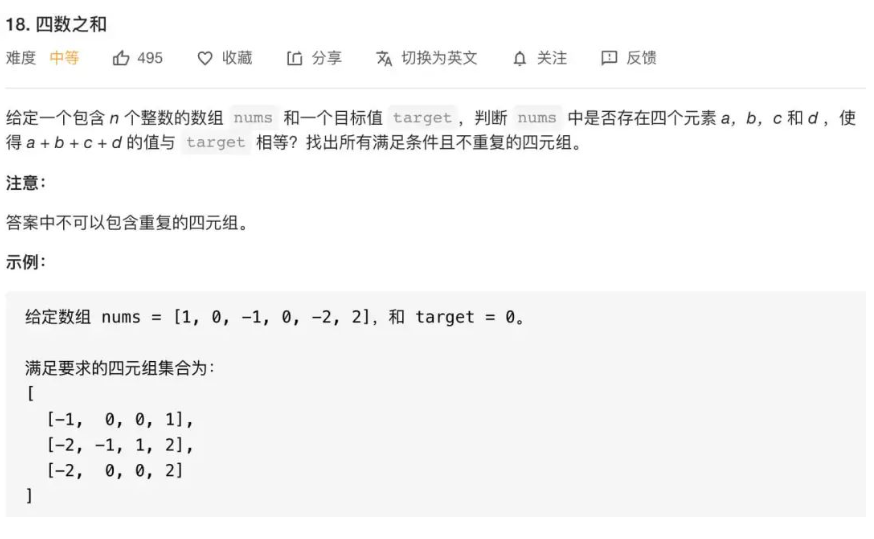 18. 四数之和
难度 中等 495 收藏 分享 切换为英文 关注 反馈
给定一个包含 n 个整数的数组 nums 和一个目标值 target，判断 nums 中是否存在四个元素 a，b，c 和 d ，使
得 a + b + c + d 的值与 target 相等？找出所有满足条件且不重复的四元组。
注意：
答案中不可以包含重复的四元组。
示例：
给定数组 nums = [1, 0, -1, 0, -2, 2]，和 target = 0。
满足要求的四元组集合为：
[
[-1, 0, 0, 1],
[-2, -1, 1, 2],
[-2, 0, 0, 2]
]